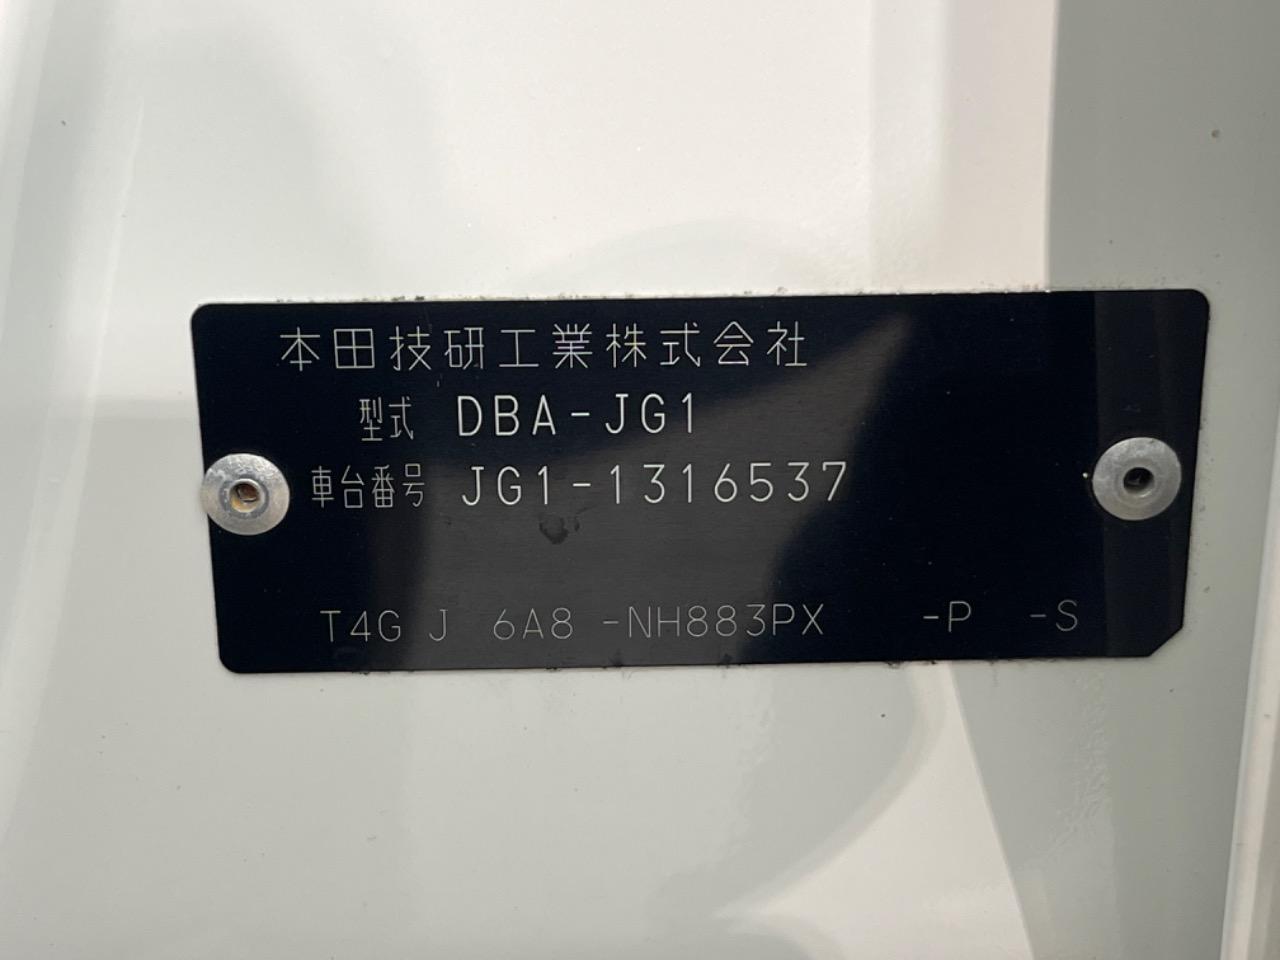 本田技研工業株式会社
型式 DBA-JG1
車台番号 JG1-1316537
T4G J 6A8 -NH883PX -P -S